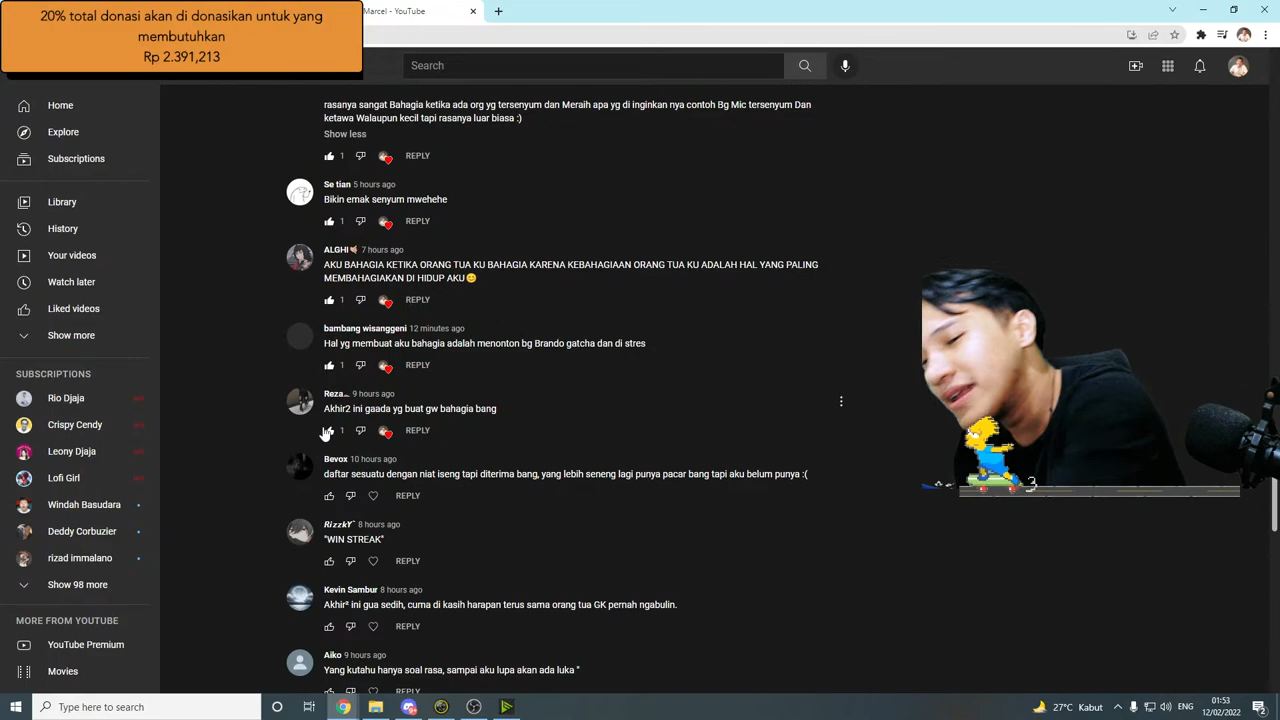 20% total donasi akan di donasikan untuk yang
membutuhkan
Rp 2.391,213
Marcel - YouTube
Search
Home
Explore
Subscriptions
Library
History
Your videos
Watch later
Liked videos
Show more
SUBSCRIPTIONS
Rio Djaja
Crispy Cendy
Leony Djaja
Lofi Girl
Windah Basudara
Deddy Corbuzier
rizad immalano
Show 98 more
MORE FROM YOUTUBE
YouTube Premium
Movies
rasanya sangat Bahagia ketika ada org yg tersenyum dan Meraih apa yg di inginkan nya contoh Bg Mic tersenyum Dan
ketawa Walaupun kecil tapi rasanya luar biasa :)
Show less
1 REPLY
Se tian 5 hours ago
Bikin emak senyum mwehehe
1 REPLY
ALGHI 7 hours ago
AKU BAHAGIA KETIKA ORANG TUA KU BAHAGIA KARENA KEBAHAGIAAN ORANG TUA KU ADALAH HAL YANG PALING
MEMBAHAGIAKAN DI HIDUP AKU😊
1 REPLY
bambang wisanggeni 12 minutes ago
Hal yg membuat aku bahagia adalah menonton bg Brando gatcha dan di stres
1 REPLY
Reza 9 hours ago
Akhir2 ini gaada yg buat gw bahagia bang
1 REPLY
Bevox 10 hours ago
daftar sesuatu dengan niat iseng tapi diterima bang, yang lebih seneng lagi punya pacar bang tapi aku belum punya :(
REPLY
RizzkY 8 hours ago
"WIN STREAK"
REPLY
Kevin Sambur 8 hours ago
Akhir² ini gua sedih, cuma di kasih harapan terus sama orang tua GK pernah ngabulin.
REPLY
Aiko 9 hours ago
Yang kutahu hanya soal rasa, sampai aku lupa akan ada luka "
REPLY
Type here to search
27°C Kabut
ENG
01:53
12/02/2022
2